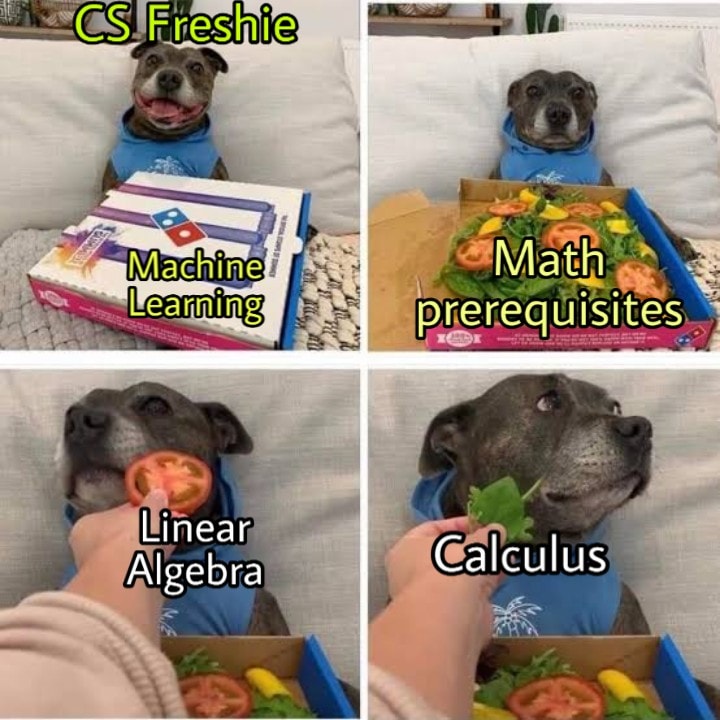 CS Freshie
Machine
Learning
Math
prerequisites
Linear
Algebra
Calculus